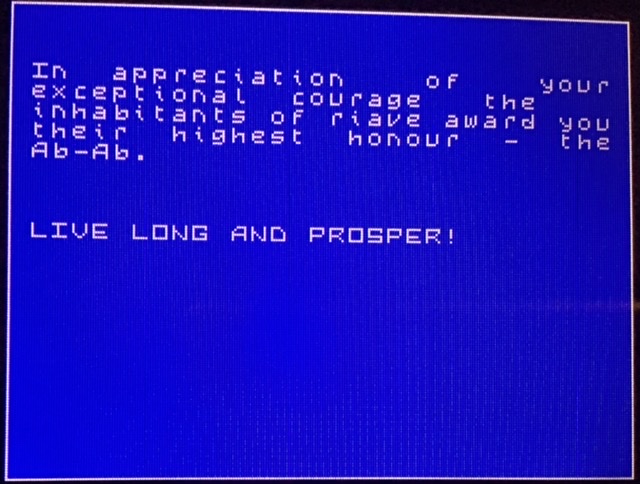 In appreciation of your
exceptional courage the
inhabitants of riave award you
their highest honour - the
Ab-Ab.
LIVE LONG AND PROSPER!